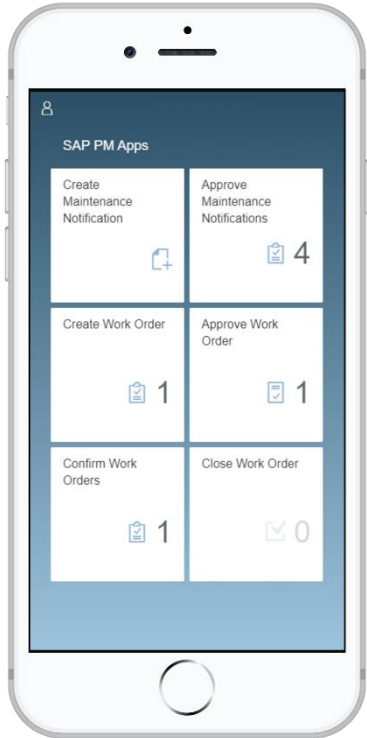 SAP PM Apps
Create
Maintenance
Notification
Approve
Maintenance
Notifications
4
Create Work Order
1
Approve Work
Order
1
Confirm Work
Orders
1
Close Work Order
0